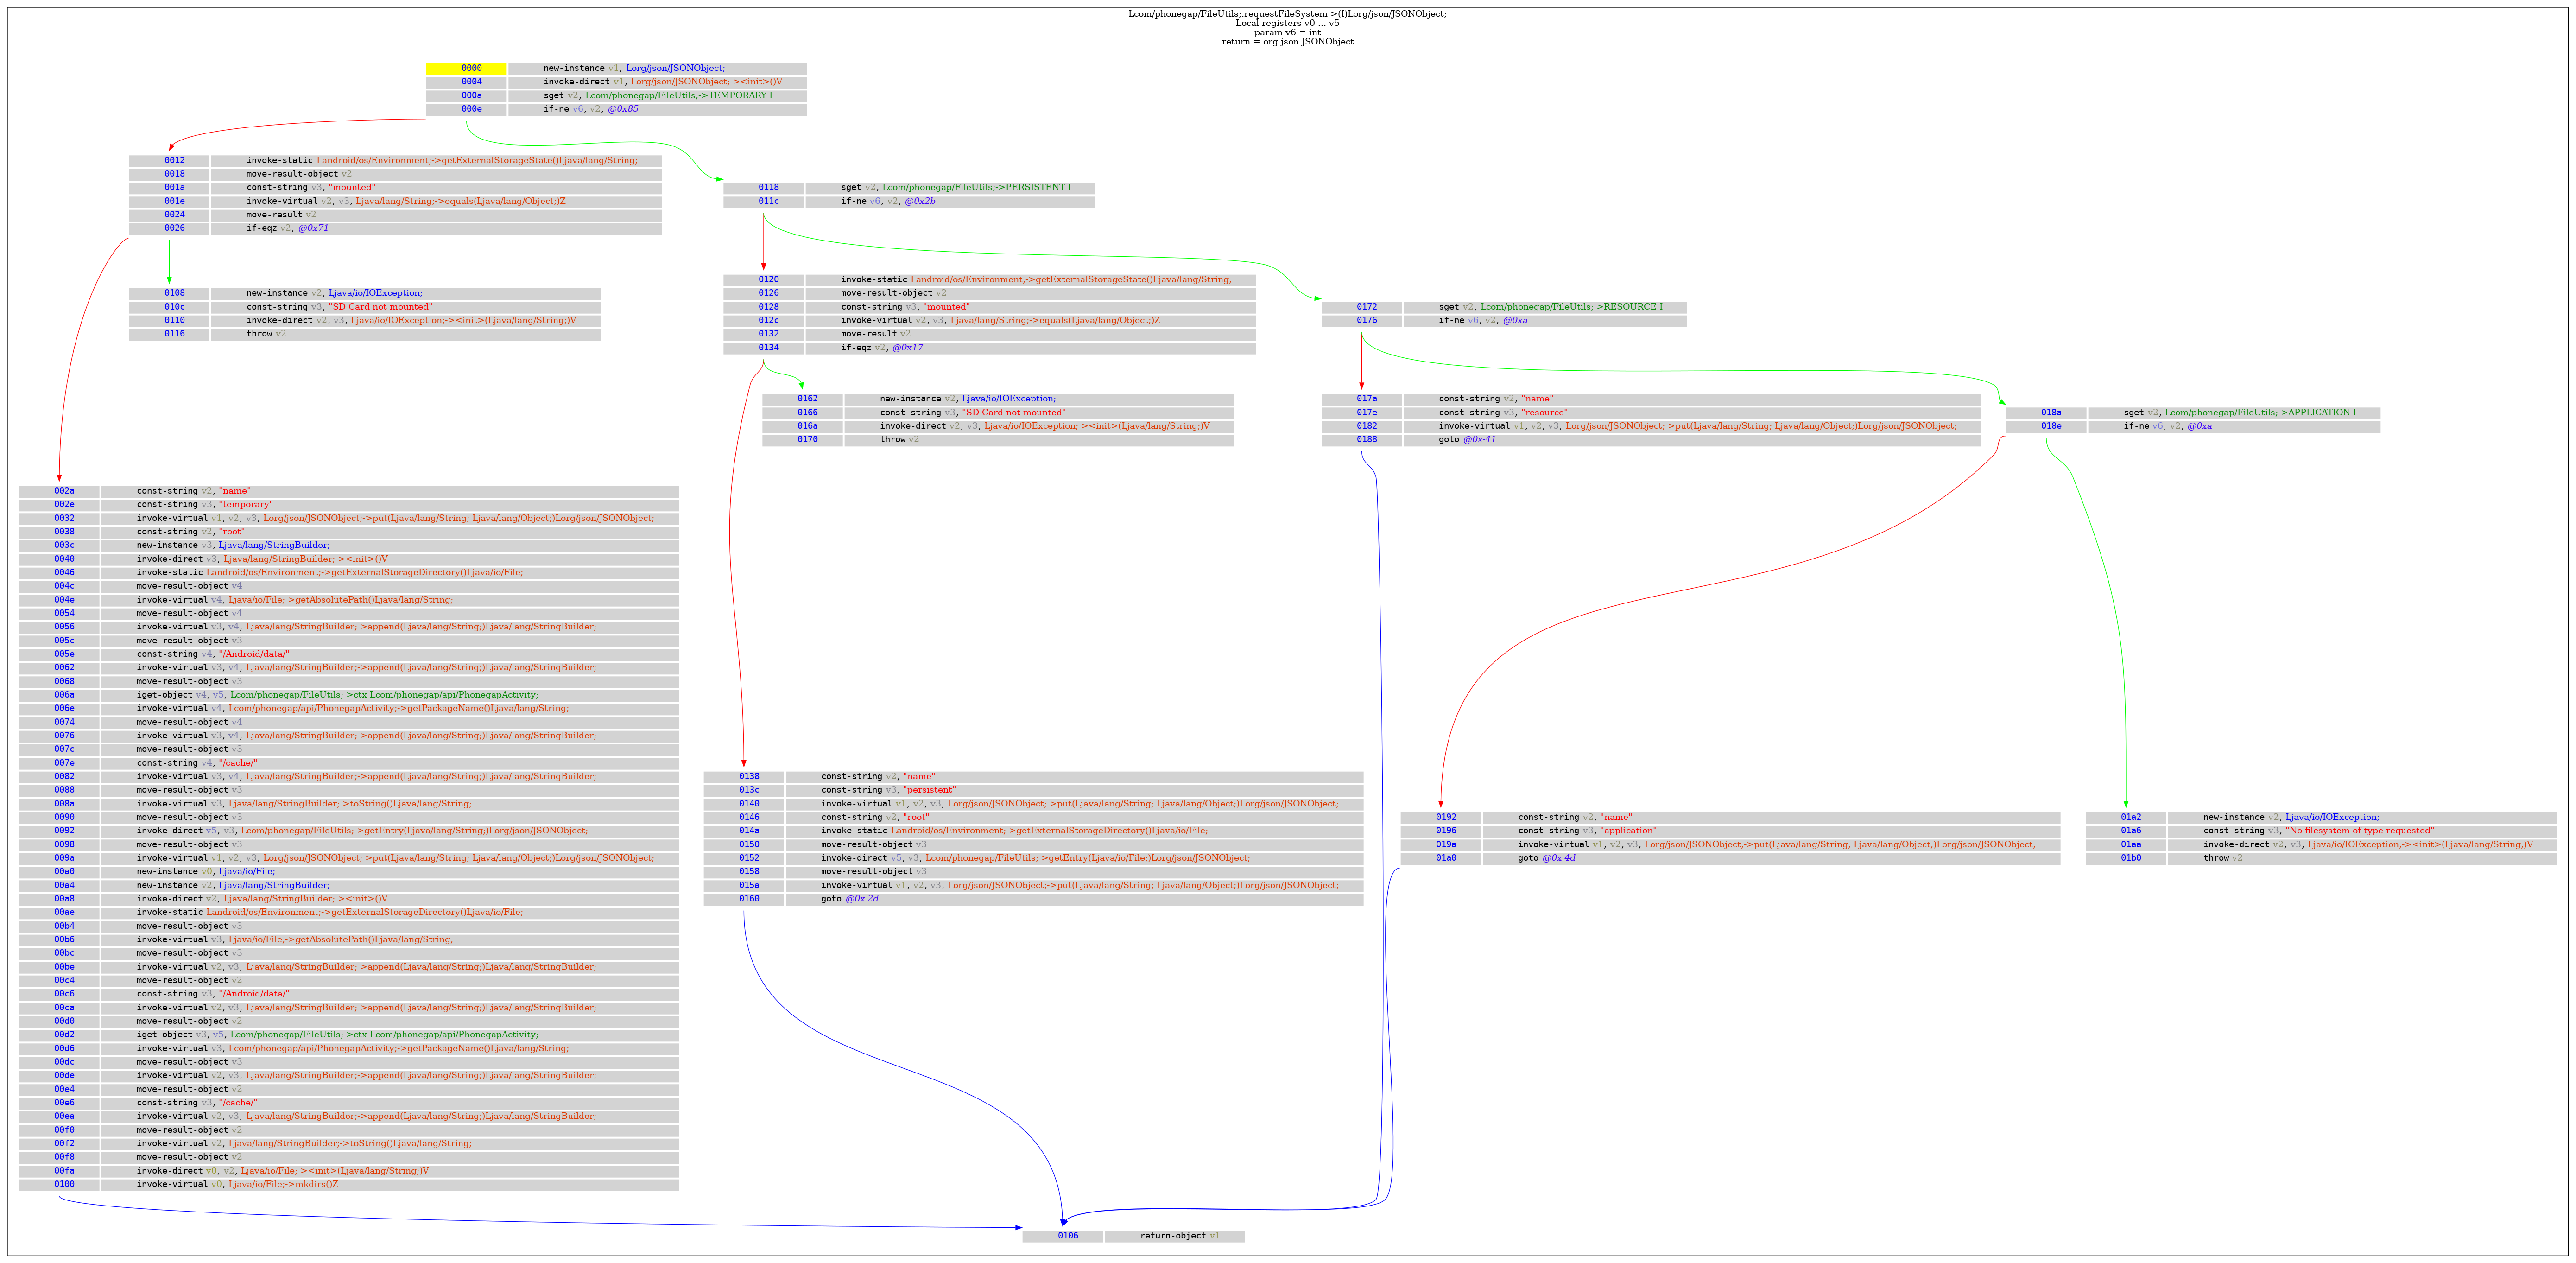 Lcom/phonegap/FileUtils;.requestFileSystem->(I)Lorg/json/JSONObject;
Local registers v0 ... v5
param v6 = int
return = org.json.JSONObject
0000 new-instance v1, Lorg/json/JSONObject;
0004 invoke-direct v1, Lorg/json/JSONObject;-><init>()V
000a sget v2, Lcom/phonegap/FileUtils;->TEMPORARY I
000e if-ne v6, v2, @0x85
0012 invoke-static Landroid/os/Environment;->getExternalStorageState()Ljava/lang/String;
0018 move-result-object v2
001a const-string v3, "mounted"
001e invoke-virtual v2, v3, Ljava/lang/String;->equals(Ljava/lang/Object;)Z
0024 move-result v2
0026 if-eqz v2, @0x71
0118 sget v2, Lcom/phonegap/FileUtils;->PERSISTENT I
011c if-ne v6, v2, @0x2b
0108 new-instance v2, Ljava/io/IOException;
010c const-string v3, "SD Card not mounted"
0110 invoke-direct v2, v3, Ljava/io/IOException;-><init>(Ljava/lang/String;)V
0116 throw v2
0120 invoke-static Landroid/os/Environment;->getExternalStorageState()Ljava/lang/String;
0126 move-result-object v2
0128 const-string v3, "mounted"
012c invoke-virtual v2, v3, Ljava/lang/String;->equals(Ljava/lang/Object;)Z
0132 move-result v2
0134 if-eqz v2, @0x17
0172 sget v2, Lcom/phonegap/FileUtils;->RESOURCE I
0176 if-ne v6, v2, @0xa
0162 new-instance v2, Ljava/io/IOException;
0166 const-string v3, "SD Card not mounted"
016a invoke-direct v2, v3, Ljava/io/IOException;-><init>(Ljava/lang/String;)V
0170 throw v2
017a const-string v2, "name"
017e const-string v3, "resource"
0182 invoke-virtual v1, v2, v3, Lorg/json/JSONObject;->put(Ljava/lang/String; Ljava/lang/Object;)Lorg/json/JSONObject;
0188 goto @0x-41
018a sget v2, Lcom/phonegap/FileUtils;->APPLICATION I
018e if-ne v6, v2, @0xa
002a const-string v2, "name"
002e const-string v3, "temporary"
0032 invoke-virtual v1, v2, v3, Lorg/json/JSONObject;->put(Ljava/lang/String; Ljava/lang/Object;)Lorg/json/JSONObject;
0038 const-string v2, "root"
003c new-instance v3, Ljava/lang/StringBuilder;
0040 invoke-direct v3, Ljava/lang/StringBuilder;-><init>()V
0046 invoke-static Landroid/os/Environment;->getExternalStorageDirectory()Ljava/io/File;
004c move-result-object v4
004e invoke-virtual v4, Ljava/io/File;->getAbsolutePath()Ljava/lang/String;
0054 move-result-object v4
0056 invoke-virtual v3, v4, Ljava/lang/StringBuilder;->append(Ljava/lang/String;)Ljava/lang/StringBuilder;
005c move-result-object v3
005e const-string v4, "/Android/data/"
0062 invoke-virtual v3, v4, Ljava/lang/StringBuilder;->append(Ljava/lang/String;)Ljava/lang/StringBuilder;
0068 move-result-object v3
006a iget-object v4, v5, Lcom/phonegap/FileUtils;->ctx Lcom/phonegap/api/PhonegapActivity;
006e invoke-virtual v4, Lcom/phonegap/api/PhonegapActivity;->getPackageName()Ljava/lang/String;
0074 move-result-object v4
0076 invoke-virtual v3, v4, Ljava/lang/StringBuilder;->append(Ljava/lang/String;)Ljava/lang/StringBuilder;
007c move-result-object v3
007e const-string v4, "/cache/"
0082 invoke-virtual v3, v4, Ljava/lang/StringBuilder;->append(Ljava/lang/String;)Ljava/lang/StringBuilder;
0088 move-result-object v3
008a invoke-virtual v3, Ljava/lang/StringBuilder;->toString()Ljava/lang/String;
0090 move-result-object v3
0092 invoke-direct v5, v3, Lcom/phonegap/FileUtils;->getEntry(Ljava/lang/String;)Lorg/json/JSONObject;
0098 move-result-object v3
009a invoke-virtual v1, v2, v3, Lorg/json/JSONObject;->put(Ljava/lang/String; Ljava/lang/Object;)Lorg/json/JSONObject;
00a0 new-instance v0, Ljava/io/File;
00a4 new-instance v2, Ljava/lang/StringBuilder;
00a8 invoke-direct v2, Ljava/lang/StringBuilder;-><init>()V
00ae invoke-static Landroid/os/Environment;->getExternalStorageDirectory()Ljava/io/File;
00b4 move-result-object v3
00b6 invoke-virtual v3, Ljava/io/File;->getAbsolutePath()Ljava/lang/String;
00bc move-result-object v3
00be invoke-virtual v2, v3, Ljava/lang/StringBuilder;->append(Ljava/lang/String;)Ljava/lang/StringBuilder;
00c4 move-result-object v2
00c6 const-string v3, "/Android/data/"
00ca invoke-virtual v2, v3, Ljava/lang/StringBuilder;->append(Ljava/lang/String;)Ljava/lang/StringBuilder;
00d0 move-result-object v2
00d2 iget-object v3, v5, Lcom/phonegap/FileUtils;->ctx Lcom/phonegap/api/PhonegapActivity;
00d6 invoke-virtual v3, Lcom/phonegap/api/PhonegapActivity;->getPackageName()Ljava/lang/String;
00dc move-result-object v3
00de invoke-virtual v2, v3, Ljava/lang/StringBuilder;->append(Ljava/lang/String;)Ljava/lang/StringBuilder;
00e4 move-result-object v2
00e6 const-string v3, "/cache/"
00ea invoke-virtual v2, v3, Ljava/lang/StringBuilder;->append(Ljava/lang/String;)Ljava/lang/StringBuilder;
00f0 move-result-object v2
00f2 invoke-virtual v2, Ljava/lang/StringBuilder;->toString()Ljava/lang/String;
00f8 move-result-object v2
00fa invoke-direct v0, v2, Ljava/io/File;-><init>(Ljava/lang/String;)V
0100 invoke-virtual v0, Ljava/io/File;->mkdirs()Z
0138 const-string v2, "name"
013c const-string v3, "persistent"
0140 invoke-virtual v1, v2, v3, Lorg/json/JSONObject;->put(Ljava/lang/String; Ljava/lang/Object;)Lorg/json/JSONObject;
0146 const-string v2, "root"
014a invoke-static Landroid/os/Environment;->getExternalStorageDirectory()Ljava/io/File;
0150 move-result-object v3
0152 invoke-direct v5, v3, Lcom/phonegap/FileUtils;->getEntry(Ljava/io/File;)Lorg/json/JSONObject;
0158 move-result-object v3
015a invoke-virtual v1, v2, v3, Lorg/json/JSONObject;->put(Ljava/lang/String; Ljava/lang/Object;)Lorg/json/JSONObject;
0160 goto @0x-2d
0192 const-string v2, "name"
0196 const-string v3, "application"
019a invoke-virtual v1, v2, v3, Lorg/json/JSONObject;->put(Ljava/lang/String; Ljava/lang/Object;)Lorg/json/JSONObject;
01a0 goto @0x-4d
01a2 new-instance v2, Ljava/io/IOException;
01a6 const-string v3, "No filesystem of type requested"
01aa invoke-direct v2, v3, Ljava/io/IOException;-><init>(Ljava/lang/String;)V
01b0 throw v2
0106 return-object v1